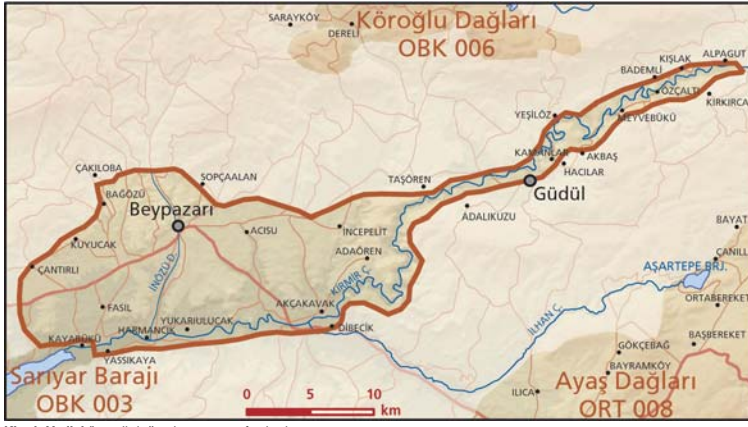 SARAYKÖY
DERELİ
Köroğlu Dağları
OBK 006
ALPAGUT
KIŞLAK
BADEMLİ
ÖZÇALTI
KIRKIRCA
MEYVEBÜKÜ
YEŞİLÖZ
KAMANLAR
AKBAŞ
HACILAR
Güdül
ÇAKILOBA
SOPÇAALAN
TAŞÖREN
BAĞÖZÜ
Beypazarı
ADALIKUZU
KUYUCAK
ACISU
İNCEPELİT
BAYAT
ÇANTIRLI
İNÖZÜ D.
ADAÖREN
KİRMİR Ç.
ÇANILL
AŞARTEPE BRJ.
İLHAN Ç.
FASIL
AKÇAKAVAK
ORTABEREKET
YUKARIULUCAK
HARMANCIK
DİBECİK
KAYABÜKÜ
YASSIKAYA
GÖKÇEBAĞ
BAŞBEREKET
BAYRAMKÖY
Sarıyar Barajı
OBK 003
ILICA
Ayaş Dağları
ORT 008
0 5 10
km